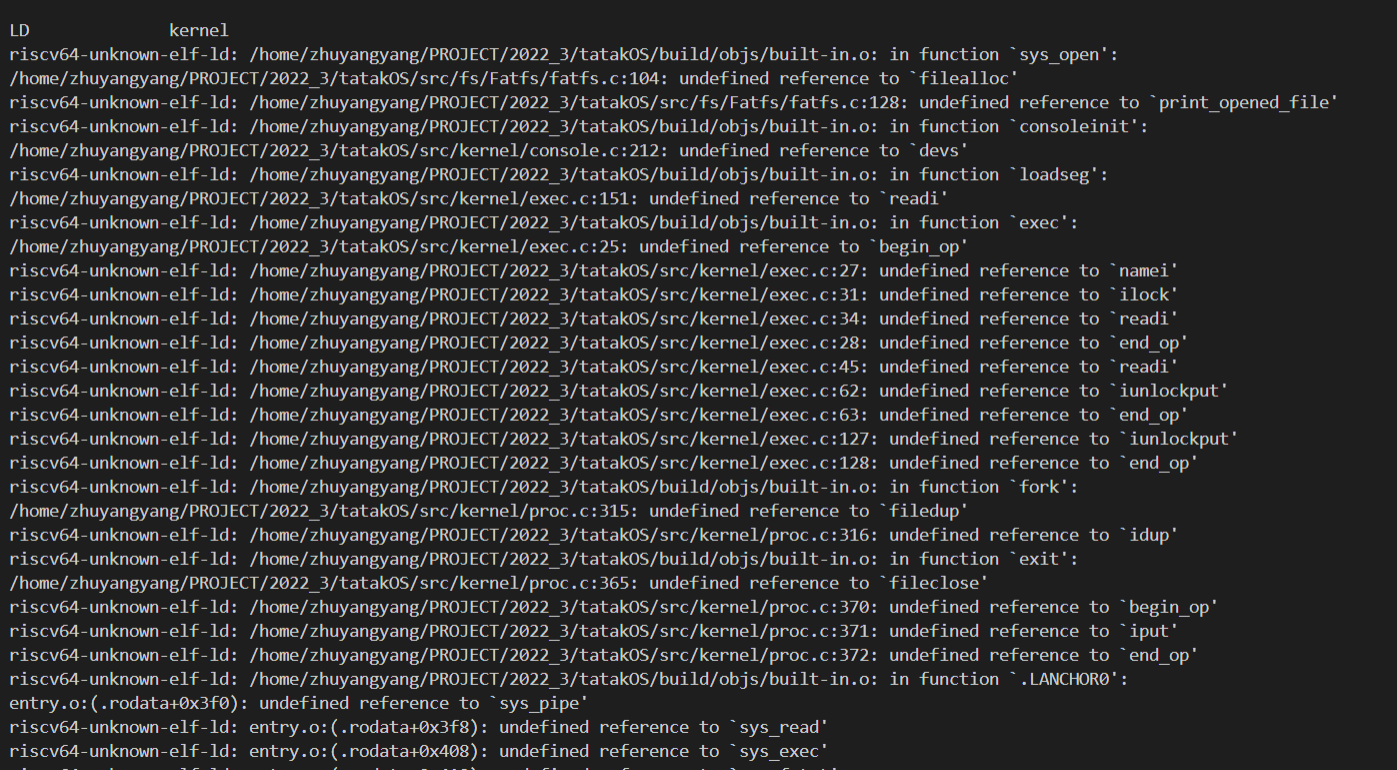 LD kernel
riscv64-unknown-elf-ld: /home/zhuyangyang/PROJECT/2022_3/tatakOS/build/objs/built-in.o: in function `sys_open':
/home/zhuyangyang/PROJECT/2022_3/tatakOS/src/fs/Fatfs/fatfs.c:104: undefined reference to `filealloc'
riscv64-unknown-elf-ld: /home/zhuyangyang/PROJECT/2022_3/tatakOS/src/fs/Fatfs/fatfs.c:128: undefined reference to `print_opened_file'
riscv64-unknown-elf-ld: /home/zhuyangyang/PROJECT/2022_3/tatakOS/build/objs/built-in.o: in function `consoleinit':
/home/zhuyangyang/PROJECT/2022_3/tatakOS/src/kernel/console.c:212: undefined reference to `devs'
riscv64-unknown-elf-ld: /home/zhuyangyang/PROJECT/2022_3/tatakOS/build/objs/built-in.o: in function `loadseg':
/home/zhuyangyang/PROJECT/2022_3/tatakOS/src/kernel/exec.c:151: undefined reference to `readi'
riscv64-unknown-elf-ld: /home/zhuyangyang/PROJECT/2022_3/tatakOS/build/objs/built-in.o: in function `exec':
/home/zhuyangyang/PROJECT/2022_3/tatakOS/src/kernel/exec.c:25: undefined reference to `begin_op'
riscv64-unknown-elf-ld: /home/zhuyangyang/PROJECT/2022_3/tatakOS/src/kernel/exec.c:27: undefined reference to `namei'
riscv64-unknown-elf-ld: /home/zhuyangyang/PROJECT/2022_3/tatakOS/src/kernel/exec.c:31: undefined reference to `ilock'
riscv64-unknown-elf-ld: /home/zhuyangyang/PROJECT/2022_3/tatakOS/src/kernel/exec.c:34: undefined reference to `readi'
riscv64-unknown-elf-ld: /home/zhuyangyang/PROJECT/2022_3/tatakOS/src/kernel/exec.c:28: undefined reference to `end_op'
riscv64-unknown-elf-ld: /home/zhuyangyang/PROJECT/2022_3/tatakOS/src/kernel/exec.c:45: undefined reference to `readi'
riscv64-unknown-elf-ld: /home/zhuyangyang/PROJECT/2022_3/tatakOS/src/kernel/exec.c:62: undefined reference to `iunlockput'
riscv64-unknown-elf-ld: /home/zhuyangyang/PROJECT/2022_3/tatakOS/src/kernel/exec.c:63: undefined reference to `end_op'
riscv64-unknown-elf-ld: /home/zhuyangyang/PROJECT/2022_3/tatakOS/src/kernel/exec.c:127: undefined reference to `iunlockput'
riscv64-unknown-elf-ld: /home/zhuyangyang/PROJECT/2022_3/tatakOS/src/kernel/exec.c:128: undefined reference to `end_op'
riscv64-unknown-elf-ld: /home/zhuyangyang/PROJECT/2022_3/tatakOS/build/objs/built-in.o: in function `fork':
/home/zhuyangyang/PROJECT/2022_3/tatakOS/src/kernel/proc.c:315: undefined reference to `filedup'
riscv64-unknown-elf-ld: /home/zhuyangyang/PROJECT/2022_3/tatakOS/src/kernel/proc.c:316: undefined reference to `idup'
riscv64-unknown-elf-ld: /home/zhuyangyang/PROJECT/2022_3/tatakOS/build/objs/built-in.o: in function `exit':
/home/zhuyangyang/PROJECT/2022_3/tatakOS/src/kernel/proc.c:365: undefined reference to `fileclose'
riscv64-unknown-elf-ld: /home/zhuyangyang/PROJECT/2022_3/tatakOS/src/kernel/proc.c:370: undefined reference to `begin_op'
riscv64-unknown-elf-ld: /home/zhuyangyang/PROJECT/2022_3/tatakOS/src/kernel/proc.c:371: undefined reference to `iput'
riscv64-unknown-elf-ld: /home/zhuyangyang/PROJECT/2022_3/tatakOS/src/kernel/proc.c:372: undefined reference to `end_op'
riscv64-unknown-elf-ld: /home/zhuyangyang/PROJECT/2022_3/tatakOS/build/objs/built-in.o: in function `.LANCHOR0':
entry.o:(.rodata+0x3f0): undefined reference to `sys_pipe'
riscv64-unknown-elf-ld: entry.o:(.rodata+0x3f8): undefined reference to `sys_read'
riscv64-unknown-elf-ld: entry.o:(.rodata+0x408): undefined reference to `sys_exec'